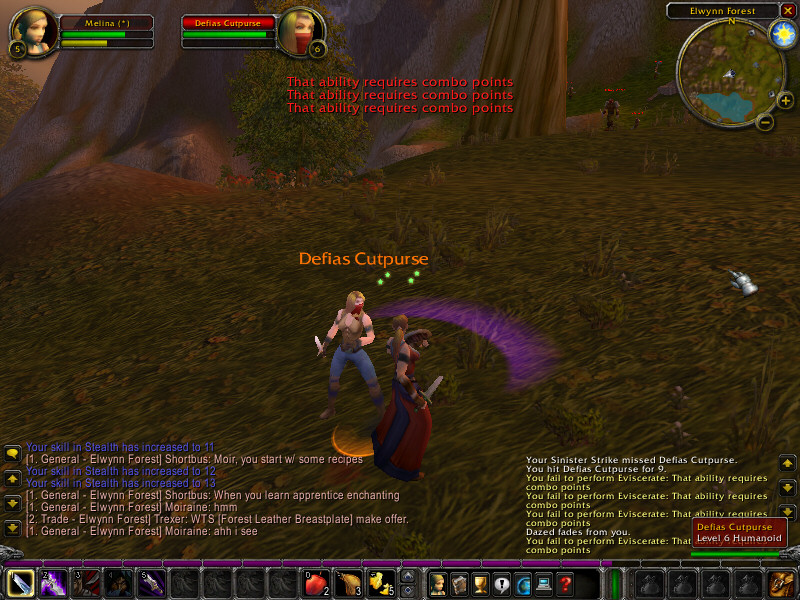 Melina (*)
5
Defias Cutpurse
6
Elwynn Forest
N
That ability requires combo points
That ability requires combo points
That ability requires combo points
Defias Cutpurse
Your skill in Stealth has increased to 11
[1. General - Elwynn Forest] Shortbus: Moir, you start w/ some recipes
Your skill in Stealth has increased to 12
Your skill in Stealth has increased to 13
[1. General - Elwynn Forest] Shortbus: When you learn apprentice enchanting
[1. General - Elwynn Forest] Moiraine: hmm
[2. Trade - Elwynn Forest] Trexer: WTS [Forest Leather Breastplate] make offer.
[1. General - Elwynn Forest] Moiraine: ahh i see
Your Sinister Strike missed Defias Cutpurse.
You hit Defias Cutpurse for 9.
You fail to perform Eviscerate: That ability requires
combo points
You fail to perform Eviscerate: That ability requires
combo points
You fail to perform Eviscerate: That ability requires
combo points
Dazed fades from you.
You fail to perform Eviscerate: That ability requires
combo points
Defias Cutpurse
Level 6 Humanoid
2
3
5
0
2
3
5